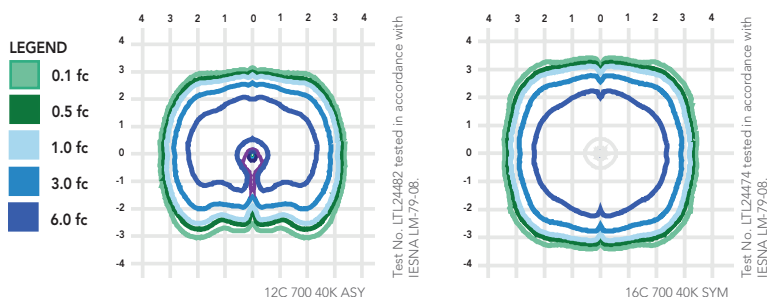 4 3 2 1 0 1 2 3 4
4
3
2
1
0
-1
-2
-3
-4
LEGEND
0.1 fc
0.5 fc
1.0 fc
3.0 fc
6.0 fc
Test No. LTL24482 tested in accordance with
IESNA LM-79-08.
12C 700 40K ASY
4 3 2 1 0 1 2 3 4
4
3
2
1
0
-1
-2
-3
-4
Test No. LTL24474 tested in accordance with
IESNA LM-79-08.
16C 700 40K SYM